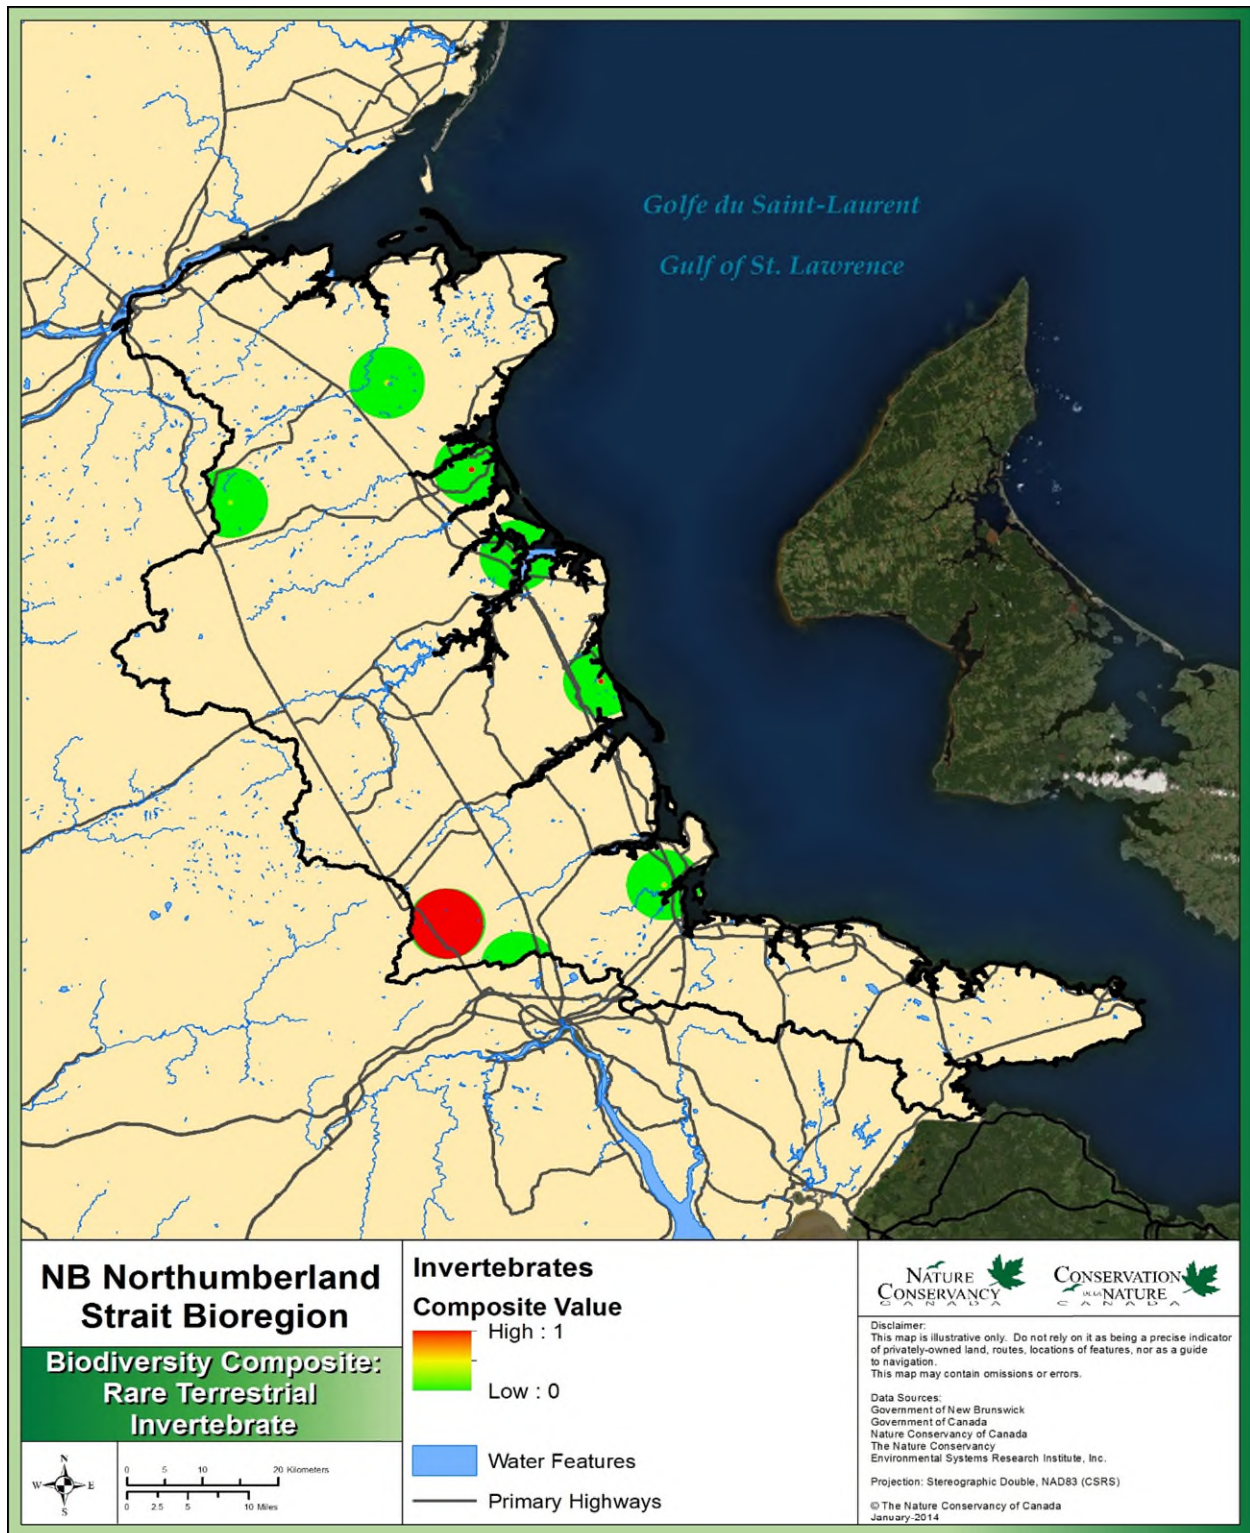 Golfe du Saint-Laurent
Gulf of St. Lawrence
NB Northumberland
Strait Bioregion
Biodiversity Composite:
Rare Terrestrial
Invertebrate
N
W
E
S
0 5 10 20 Kilometers
0 2.5 5 10 Miles
Invertebrates
Composite Value
High : 1
Low : 0
Water Features
Primary Highways
NATURE
CONSERVANCY
CANADA
CONSERVATION
DE LA NATURE
CANADA
Disclaimer:
This map is illustrative only. Do not rely on it as being a precise indicator
of privately-owned land, routes, locations of features, nor as a guide
to navigation.
This map may contain omissions or errors.
Data Sources:
Government of New Brunswick
Government of Canada
Nature Conservancy of Canada
The Nature Conservancy
Environmental Systems Research Institute, Inc.
Projection: Stereographic Double, NAD83 (CSRS)
© The Nature Conservancy of Canada
January-2014